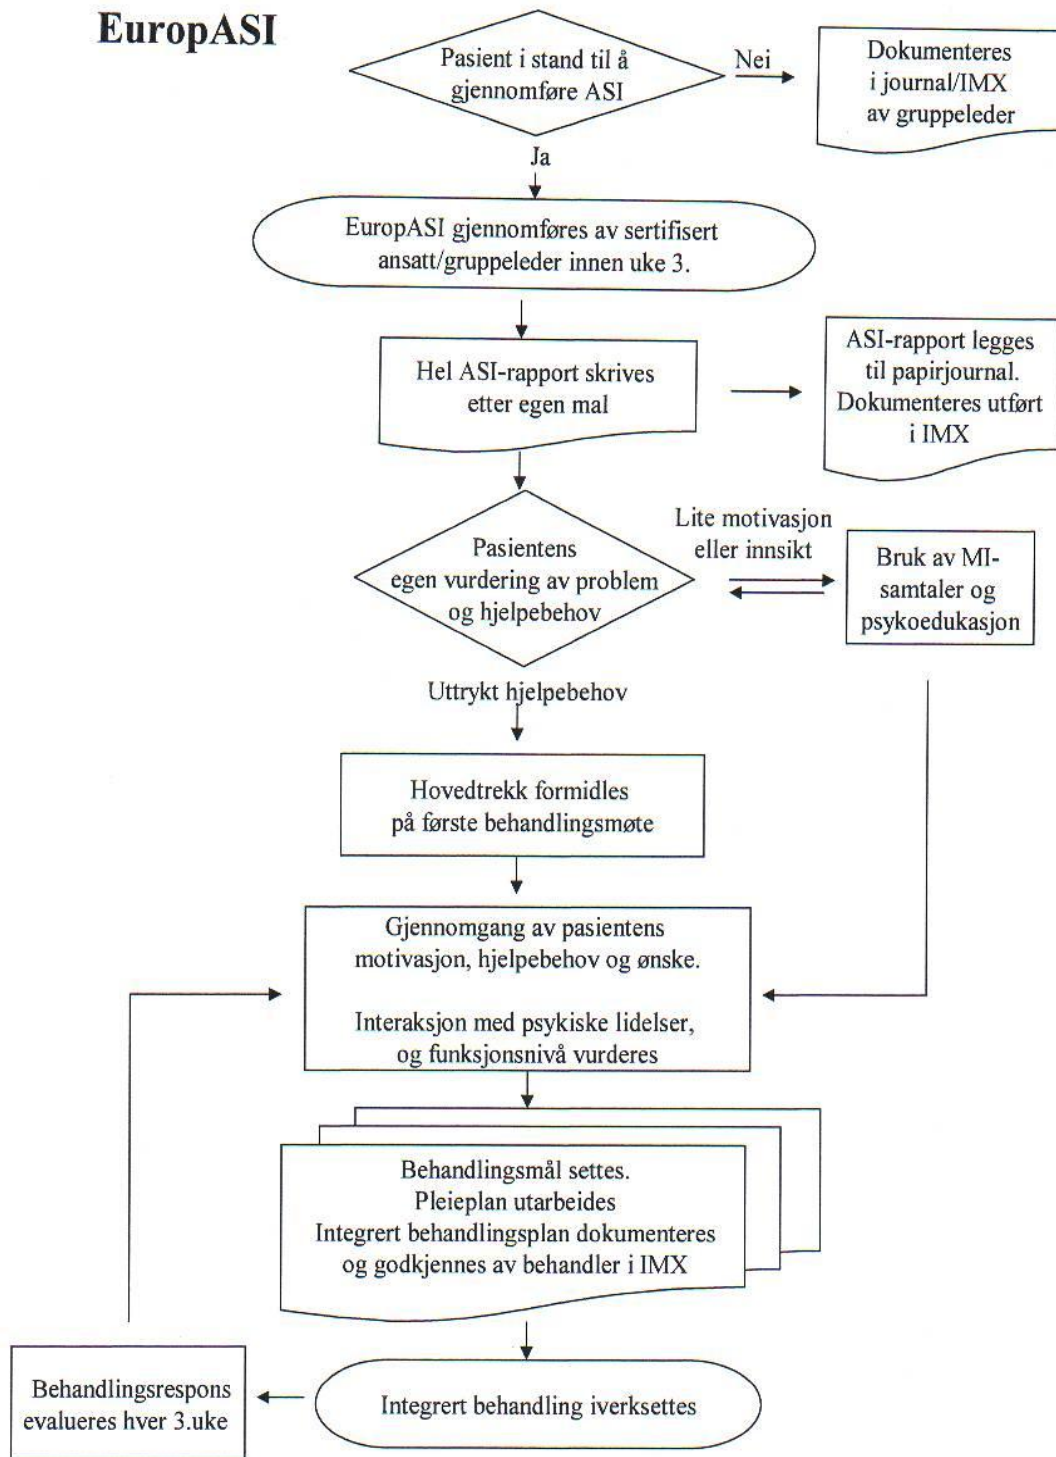 EuropASI
Pasient i stand til å
gjennomføre ASI
Nei
Dokumenteres
i journal/IMX
av gruppeleder
Ja
EuropASI gjennomføres av sertifisert
ansatt/gruppeleder innen uke 3.
Hel ASI-rapport skrives
etter egen mal
ASI-rapport legges
til papirjournal.
Dokumenteres utført
i IMX
Pasientens
egen vurdering av problem
og hjelpebehov
Lite motivasjon
eller innsikt
Bruk av MI-
samtaler og
psykoedukasjon
Uttrykt hjelpebehov
Hovedtrekk formidles
på første behandlingsmøte
Gjennomgang av pasientens
motivasjon, hjelpebehov og ønske.
Interaksjon med psykiske lidelser,
og funksjonsnivå vurderes
Behandlingsmål settes.
Pleieplan utarbeides
Integrert behandlingsplan dokumenteres
og godkjennes av behandler i IMX
Integrert behandling iverksettes
Behandlingsrespons
evalueres hver 3.uke